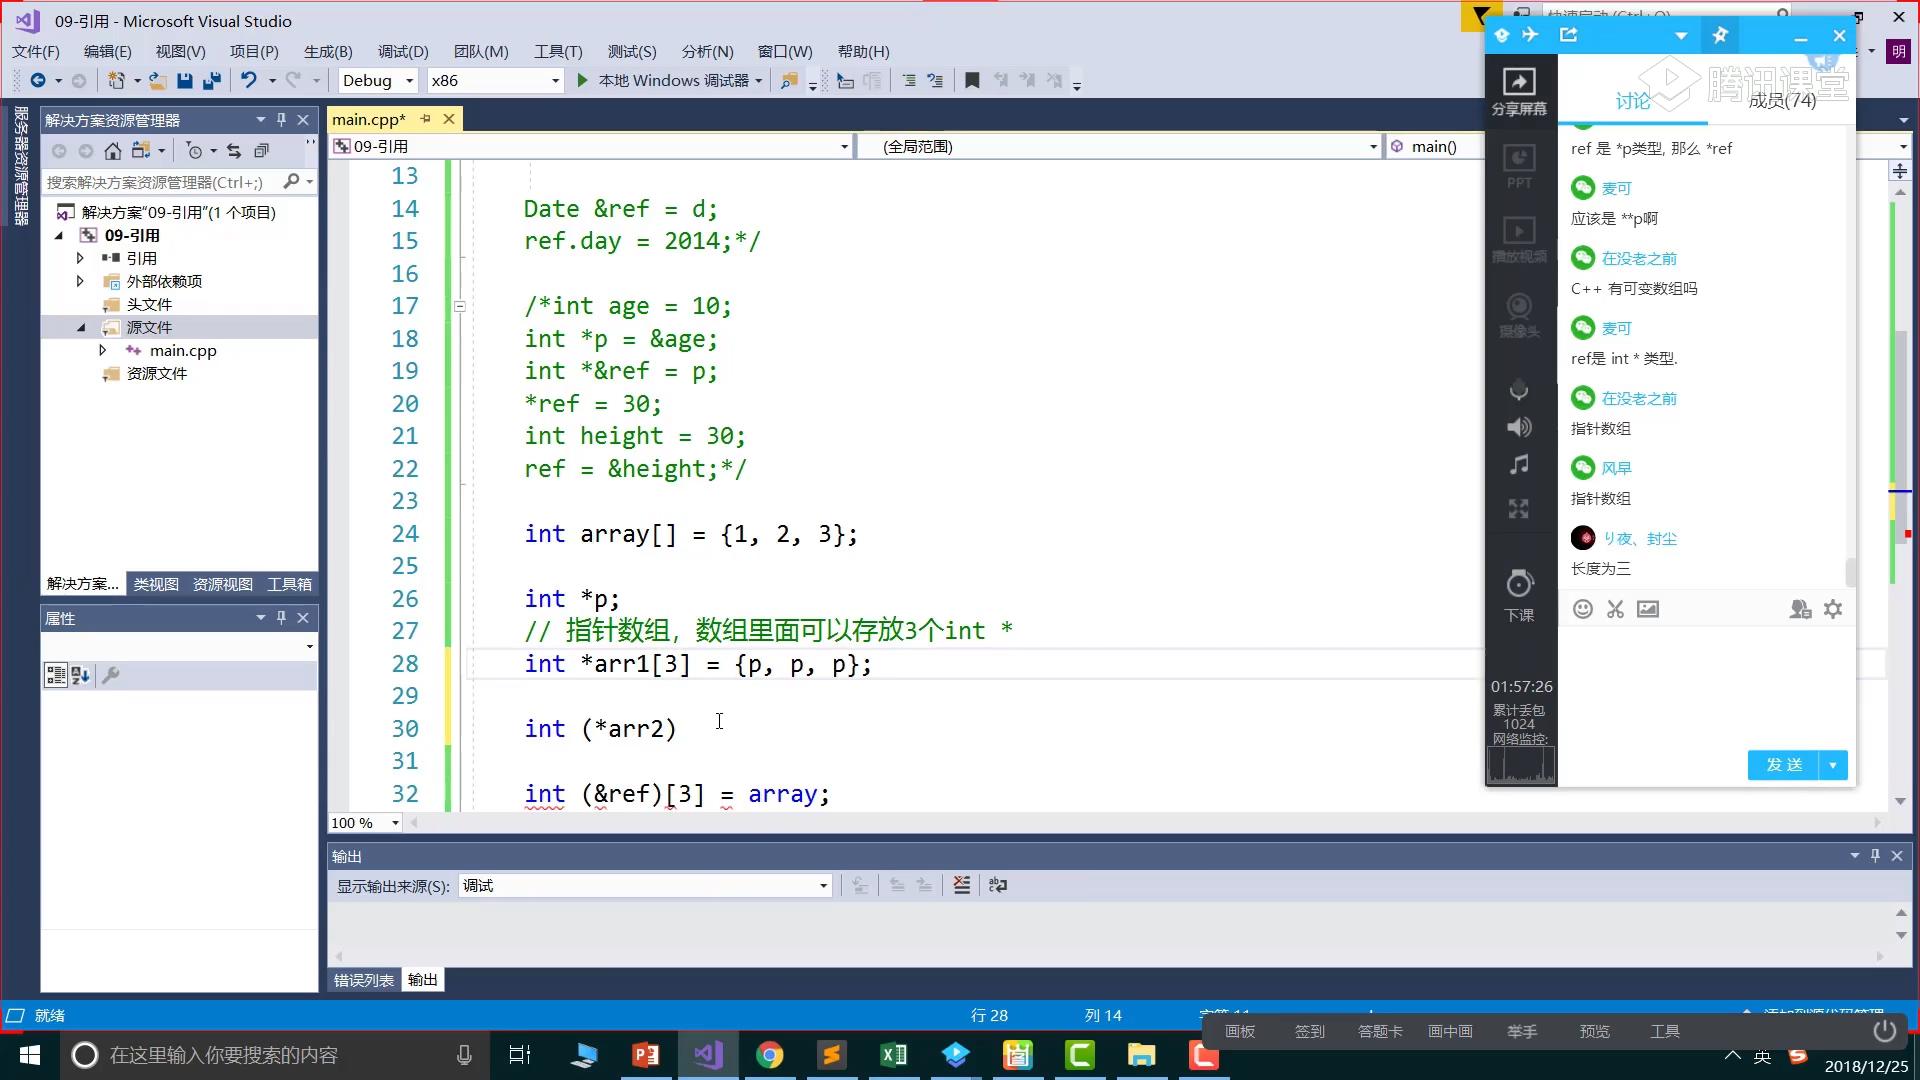 09-引用 - Microsoft Visual Studio
文件(F) 编辑(E) 视图(V) 项目(P) 生成(B) 调试(D) 团队(M) 工具(T) 测试(S) 分析(N) 窗口(W) 帮助(H)
明
Debug x86 本地 Windows 调试器
服务器资源管理器
解决方案资源管理器
搜索解决方案资源管理器(Ctrl+;)
解决方案“09-引用”(1 个项目)
09-引用
引用
外部依赖项
头文件
源文件
main.cpp
资源文件
解决方案... 类视图 资源视图 工具箱
属性
main.cpp*
09-引用 (全局范围) main()
13
14 Date &ref = d;
15 ref.day = 2014;*/
16
17 /*int age = 10;
18 int *p = &age;
19 int *&ref = p;
20 *ref = 30;
21 int height = 30;
22 ref = &height;*/
23
24 int array[] = {1, 2, 3};
25
26 int *p;
27 // 指针数组，数组里面可以存放3个int *
28 int *arr1[3] = {p, p, p};
29
30 int (*arr2)
31
32 int (&ref)[3] = array;
100 %
输出
显示输出来源(S): 调试
错误列表 输出
就绪 行 28 列 14
腾讯课堂
讨论 成员(74)
分享屏幕
PPT
播放视频
摄像头
下课
01:57:26
累计丢包
1024
网络监控:
ref 是 *p类型, 那么 *ref
麦可
应该是 **p啊
在没老之前
C++ 有可变数组吗
麦可
ref是 int * 类型.
在没老之前
指针数组
风早
指针数组
り夜、封尘
长度为三
发 送
画板 签到 答题卡 画中画 举手 预览 工具
在这里输入你要搜索的内容
英
2018/12/25